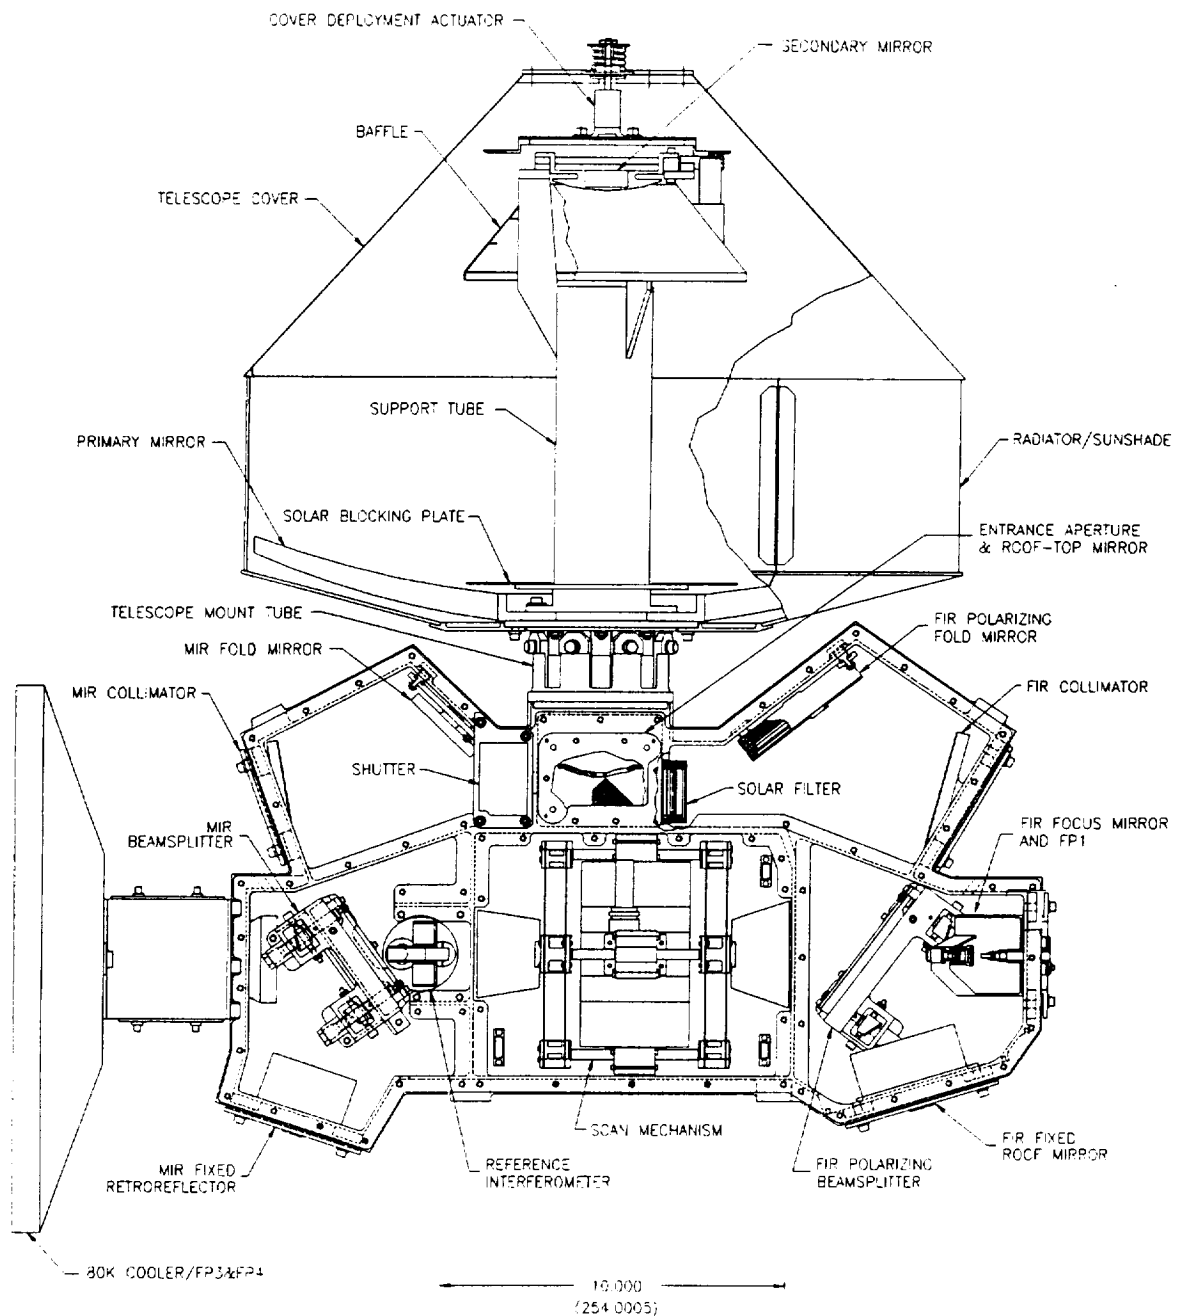 COVER DEPLOYMENT ACTUATOR
SECONDARY MIRROR
BAFFLE
TELESCOPE COVER
SUPPORT TUBE
PRIMARY MIRROR
RADIATOR/SUNSHADE
SOLAR BLOCKING PLATE
ENTRANCE APERTURE
& ROOF-TOP MIRROR
TELESCOPE MOUNT TUBE
FIR POLARIZING
FOLD MIRROR
MIR FOLD MIRROR
MIR COLLIMATOR
FIR COLLIMATOR
SHUTTER
SOLAR FILTER
MIR
BEAMSPLITTER
FIR FOCUS MIRROR
AND FP1
SCAN MECHANISM
MIR FIXED
RETROREFLECTOR
REFERENCE
INTERFEROMETER
FIR POLARIZING
BEAMSPLITTER
FIR FIXED
ROOF MIRROR
80K COOLER/FP3&FP4
10.000
(254.0005)